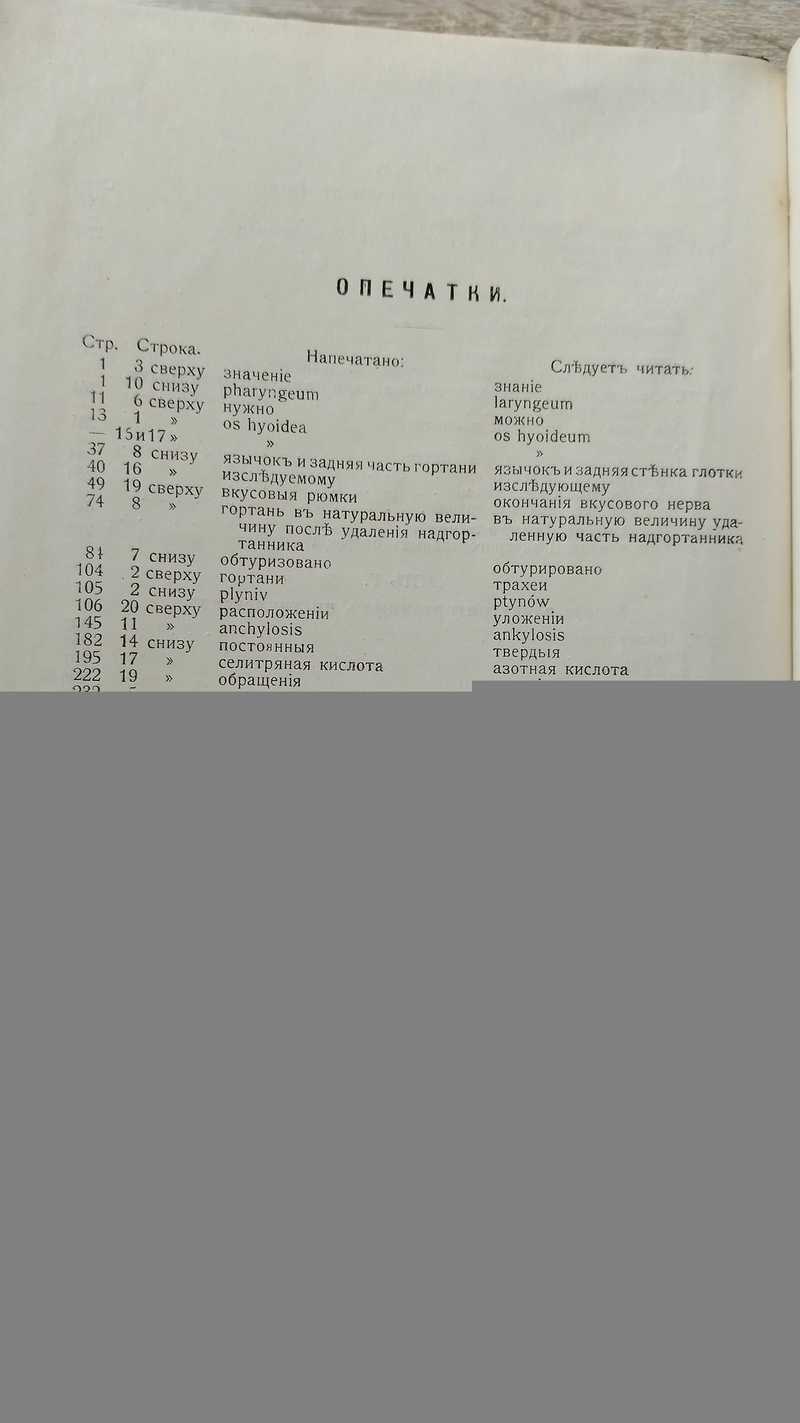 ОПЕЧАТКИ.
Стр. Строка. Напечатано: Слѣдуетъ читать:
1 3 сверху значеніе знаніе
1 10 снизу pharyngeum laryngeum
11 6 сверху нужно можно
13 1 » os hyoidea os hyoideum
— 15и17 » » »
37 8 снизу язычокъ и задняя часть гортани язычокъ и задняя стѣнка глотки
40 16 » изслѣдуемому изслѣдующему
49 19 сверху вкусовыя рюмки окончанія вкусового нерва
74 8 » гортань въ натуральную вели- въ натуральную величину уда-
чину послѣ удаленія надгор- ленную часть надгортанника
танника
84 7 снизу обтуризовано обтурировано
104 2 сверху гортани трахеи
105 2 снизу plyniv ptynów
106 20 сверху расположеніи уложеніи
145 11 » anchylosis ankylosis
182 14 снизу постоянныя твердыя
195 17 » селитряная кислота азотная кислота
222 19 » обращенія